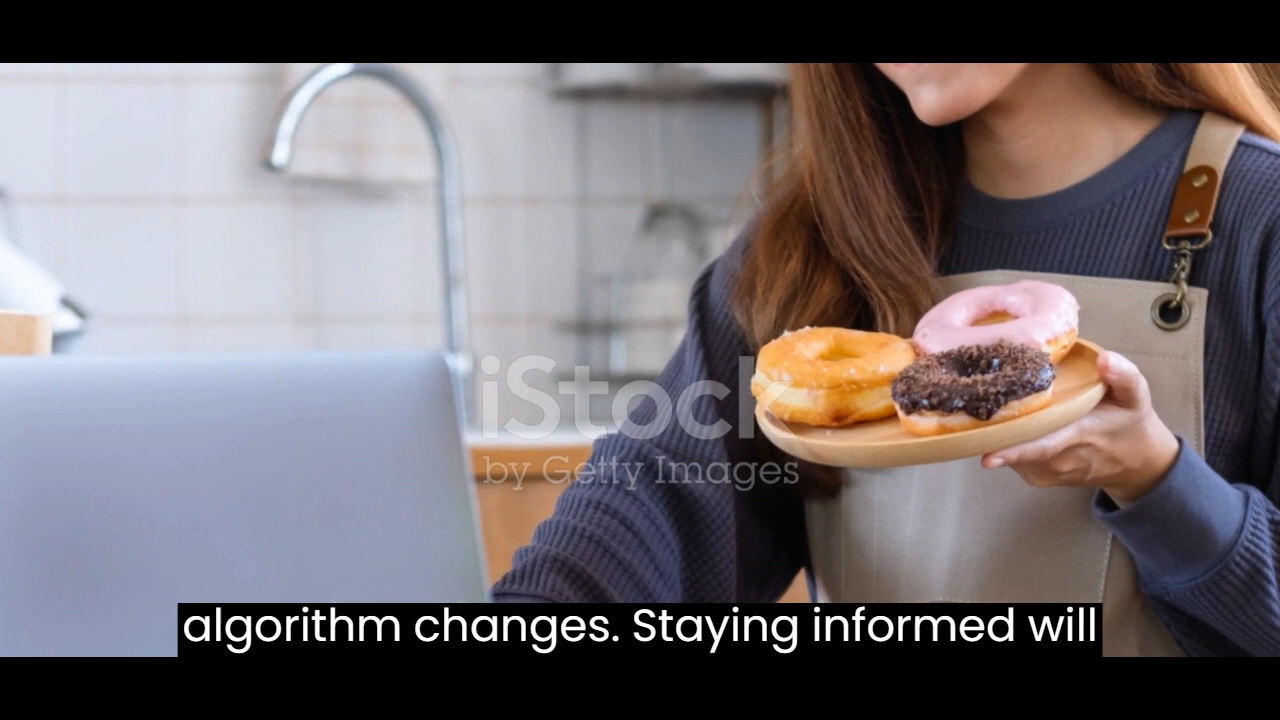 iStock
by Getty Images
algorithm changes. Staying informed will